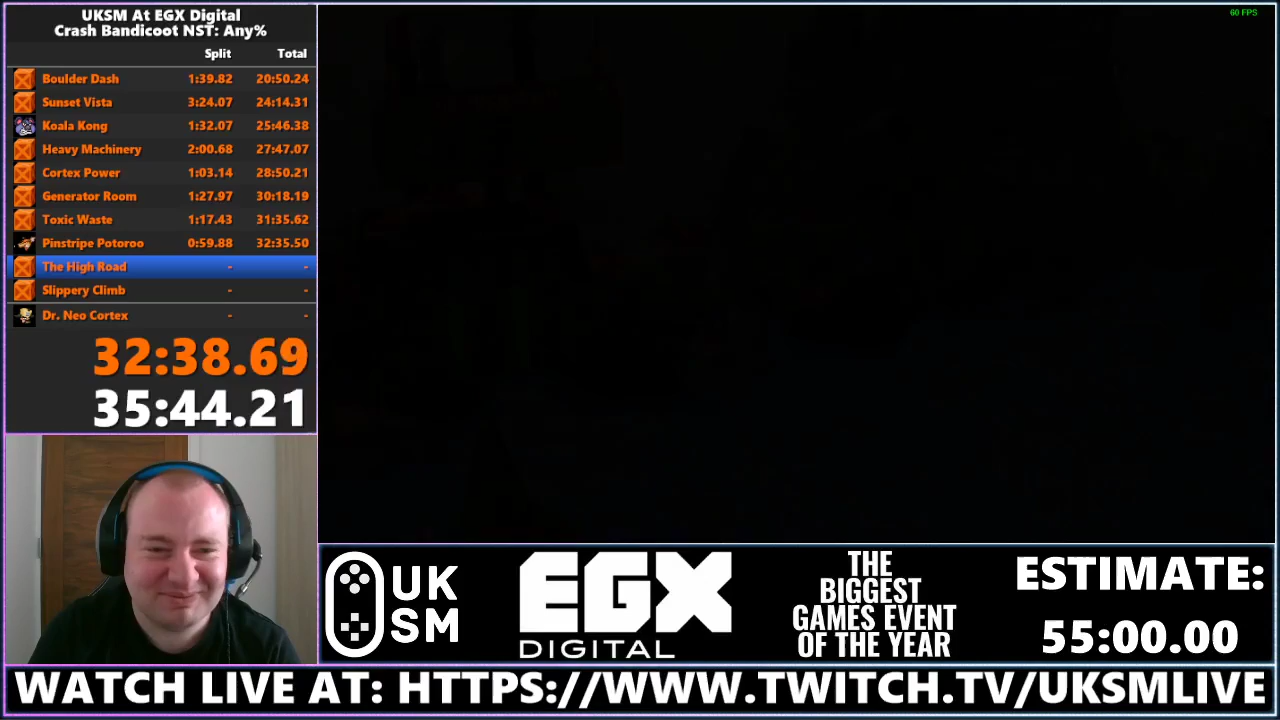 UKSM At EGX Digital
Crash Bandicoot NST: Any%
Split Total
Boulder Dash 1:39.82 20:50.24
Sunset Vista 3:24.07 24:14.31
Koala Kong 1:32.07 25:46.38
Heavy Machinery 2:00.68 27:47.07
Cortex Power 1:03.14 28:50.21
Generator Room 1:27.97 30:18.19
Toxic Waste 1:17.43 31:35.62
Pinstripe Potoroo 0:59.88 32:35.50
The High Road - -
Slippery Climb - -
Dr. Neo Cortex - -
32:38.69
35:44.21
60 FPS
UK
SM
EGX
DIGITAL
THE
BIGGEST
GAMES EVENT
OF THE YEAR
ESTIMATE:
55:00.00
WATCH LIVE AT: HTTPS://WWW.TWITCH.TV/UKSMLIVE